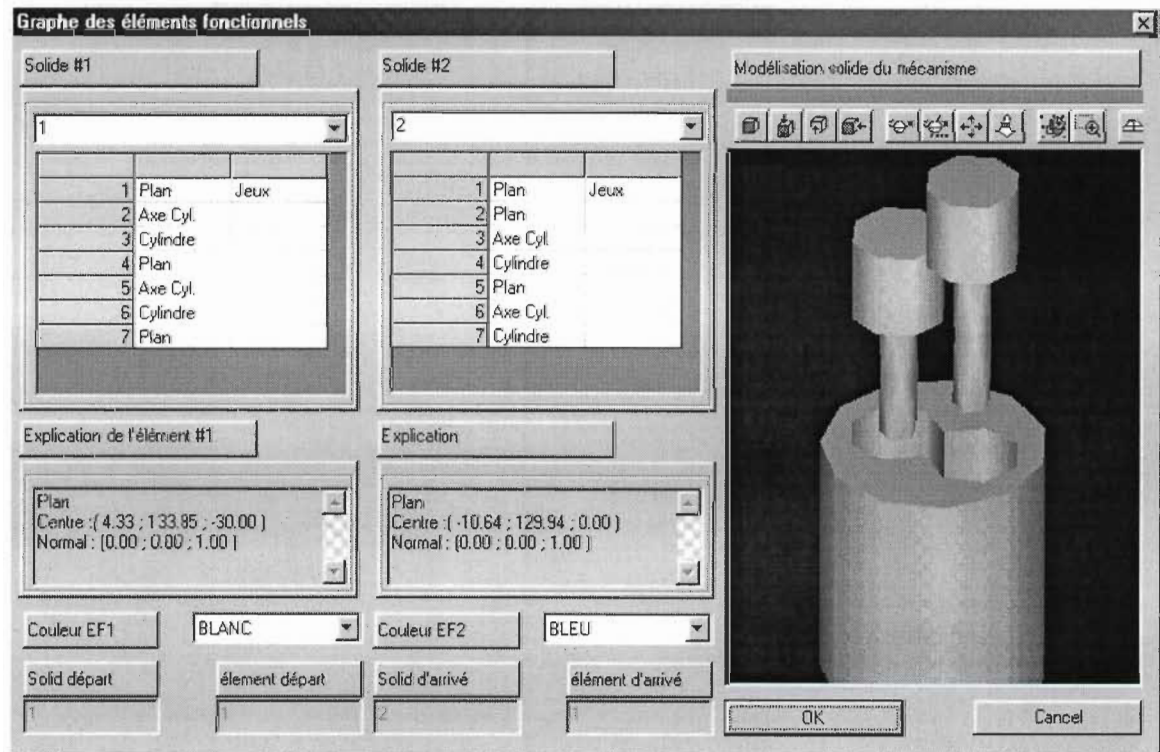 Graphe des éléments fonctionnels
Solide #1
Solide #2
Modélisation solide du mécanisme
1
2
1 Plan Jeux
2 Axe Cyl.
3 Cylindre
4 Plan
5 Axe Cyl.
6 Cylindre
7 Plan
1 Plan Jeux
2 Plan
3 Axe Cyl.
4 Cylindre
5 Plan
6 Axe Cyl.
7 Cylindre
Explication de l'élément #1
Explication
Plan
Centre :( 4.33 ; 133.85 ; -30.00 )
Normal : [0.00 ; 0.00 ; 1.00 ]
Plan
Centre :( -10.64 ; 129.94 ; 0.00 )
Normal : [0.00 ; 0.00 ; 1.00 ]
Couleur EF1
BLANC
Couleur EF2
BLEU
Solid départ
élement départ
Solid d'arrivé
élément d'arrivé
1
1
2
1
OK
Cancel